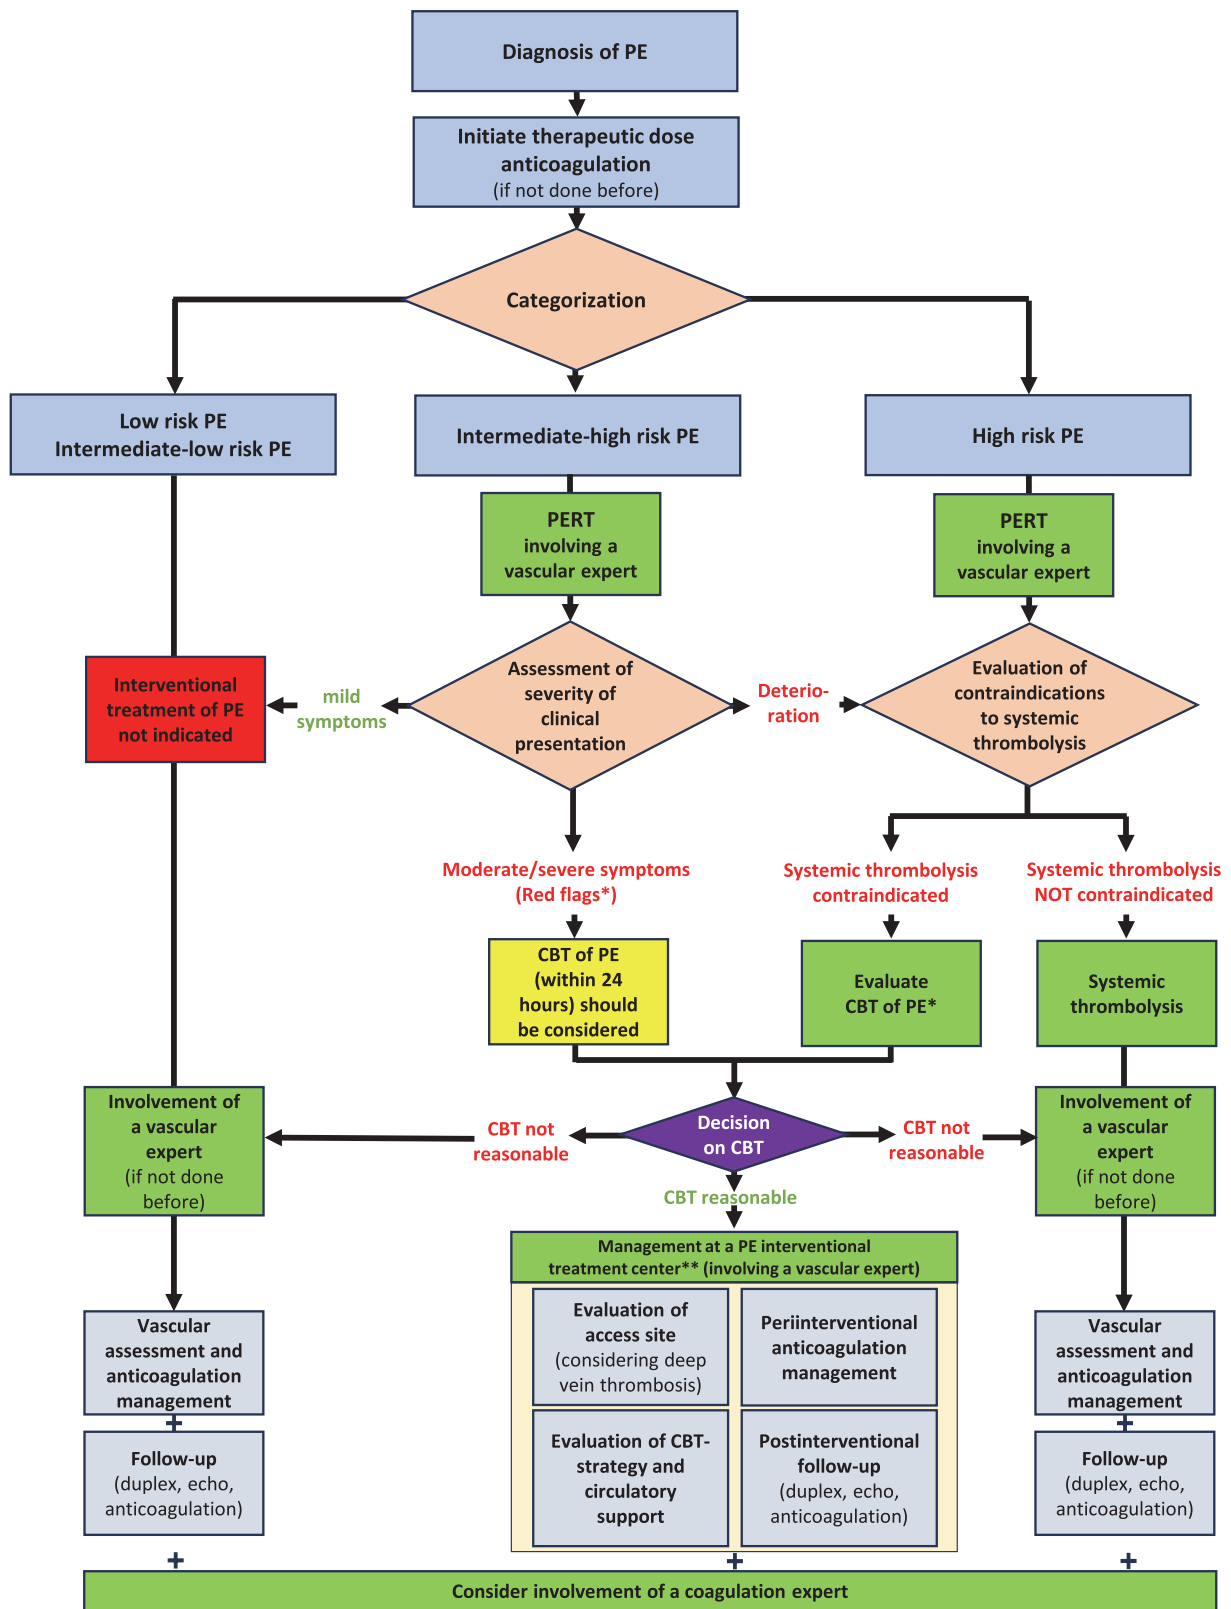 Diagnosis of PE
Initiate therapeutic dose
anticoagulation
(if not done before)
Categorization
Low risk PE
Intermediate-low risk PE
Intermediate-high risk PE
High risk PE
PERT
involving a
vascular expert
PERT
involving a
vascular expert
Interventional
treatment of PE
not indicated
mild
symptoms
Assessment of
severity of
clinical
presentation
Deterio-
ration
Evaluation of
contraindications
to systemic
thrombolysis
Moderate/severe symptoms
(Red flags*)
Systemic thrombolysis
contraindicated
Systemic thrombolysis
NOT contraindicated
CBT of PE
(within 24
hours) should
be considered
Evaluate
CBT of PE*
Systemic
thrombolysis
Involvement of
a vascular
expert
(if not done
before)
CBT not
reasonable
Decision
on CBT
CBT not
reasonable
Involvement of
a vascular
expert
(if not done
before)
CBT reasonable
Management at a PE interventional
treatment center** (involving a vascular expert)
Evaluation of
access site
(considering deep
vein thrombosis)
Periinterventional
anticoagulation
management
Evaluation of CBT-
strategy and
circulatory
support
Postinterventional
follow-up
(duplex, echo,
anticoagulation)
Vascular
assessment and
anticoagulation
management
+
Follow-up
(duplex, echo,
anticoagulation)
Vascular
assessment and
anticoagulation
management
+
Follow-up
(duplex, echo,
anticoagulation)
+ + +
Consider involvement of a coagulation expert